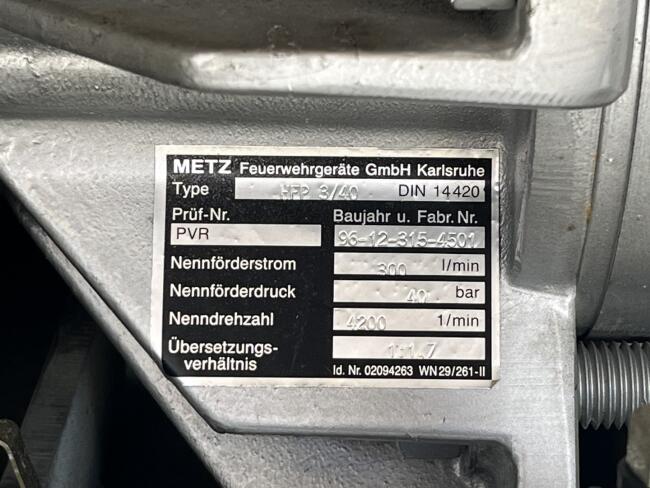 METZ Feuerwehrgeräte GmbH Karlsruhe
Type HFP 3/40 DIN 14420
Prüf-Nr. Baujahr u. Fabr. Nr.
PVR 96-12-315-4501
Nennförderstrom 300 l/min
Nennförderdruck 40 bar
Nenndrehzahl 4200 1/min
Übersetzungs-
verhältnis 1:1,7
Id. Nr. 02094263 WN29/261-II